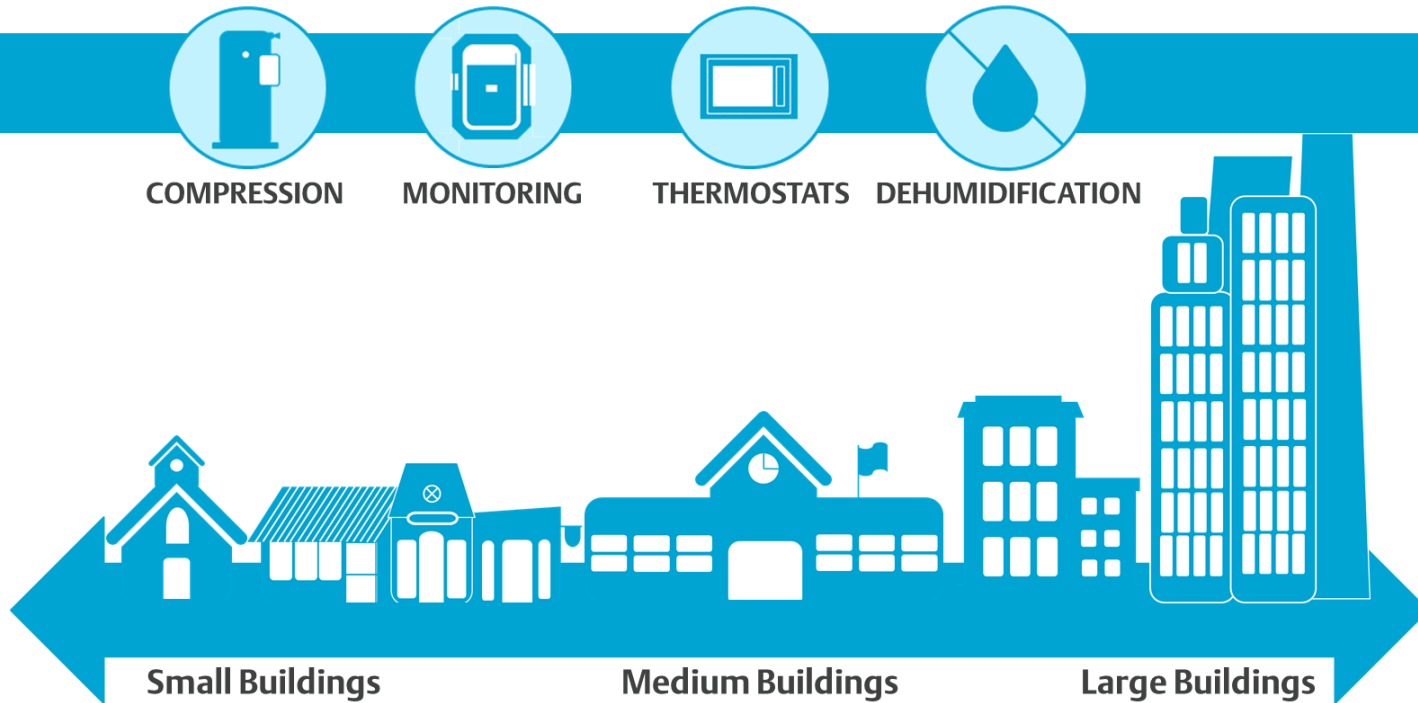 COMPRESSION MONITORING THERMOSTATS DEHUMIDIFICATION
Small Buildings Medium Buildings Large Buildings